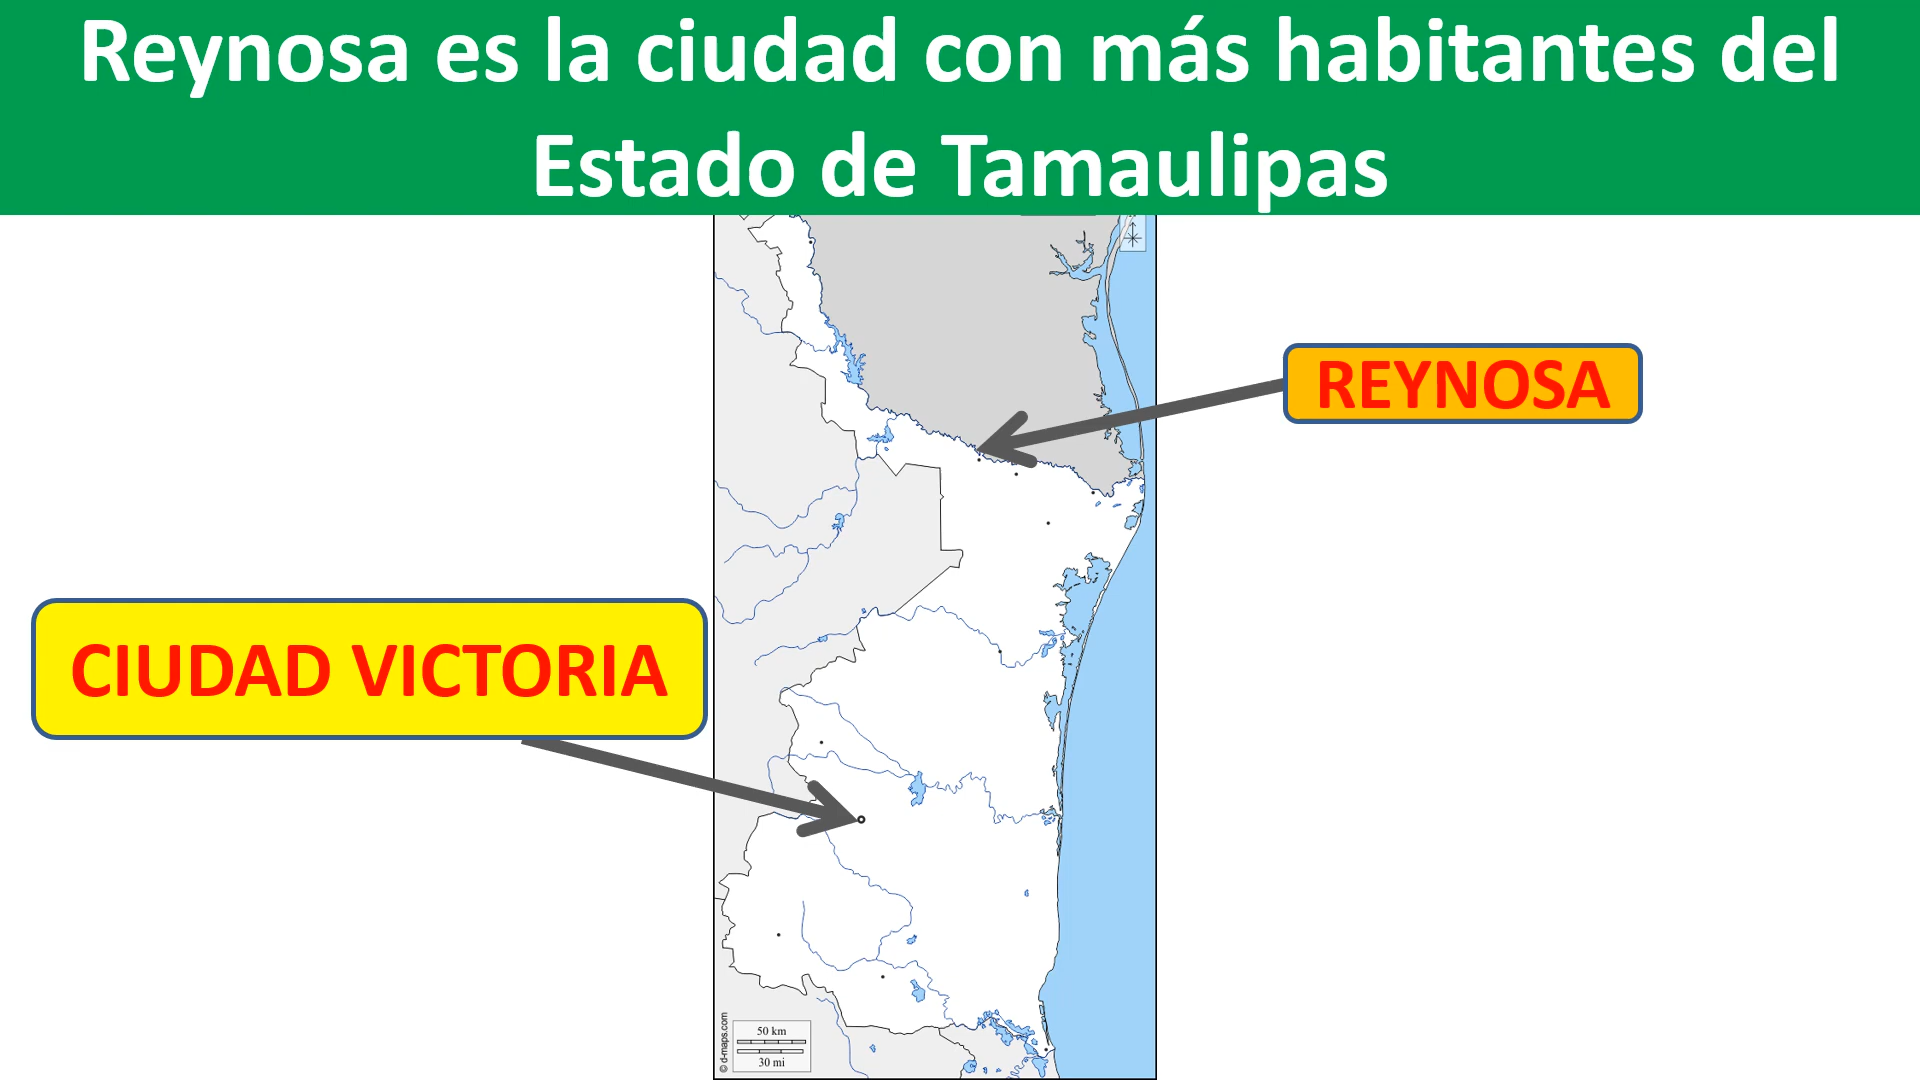 Reynosa es la ciudad con más habitantes del
Estado de Tamaulipas
REYNOSA
CIUDAD VICTORIA
© d-maps.com
50 km
30 mi